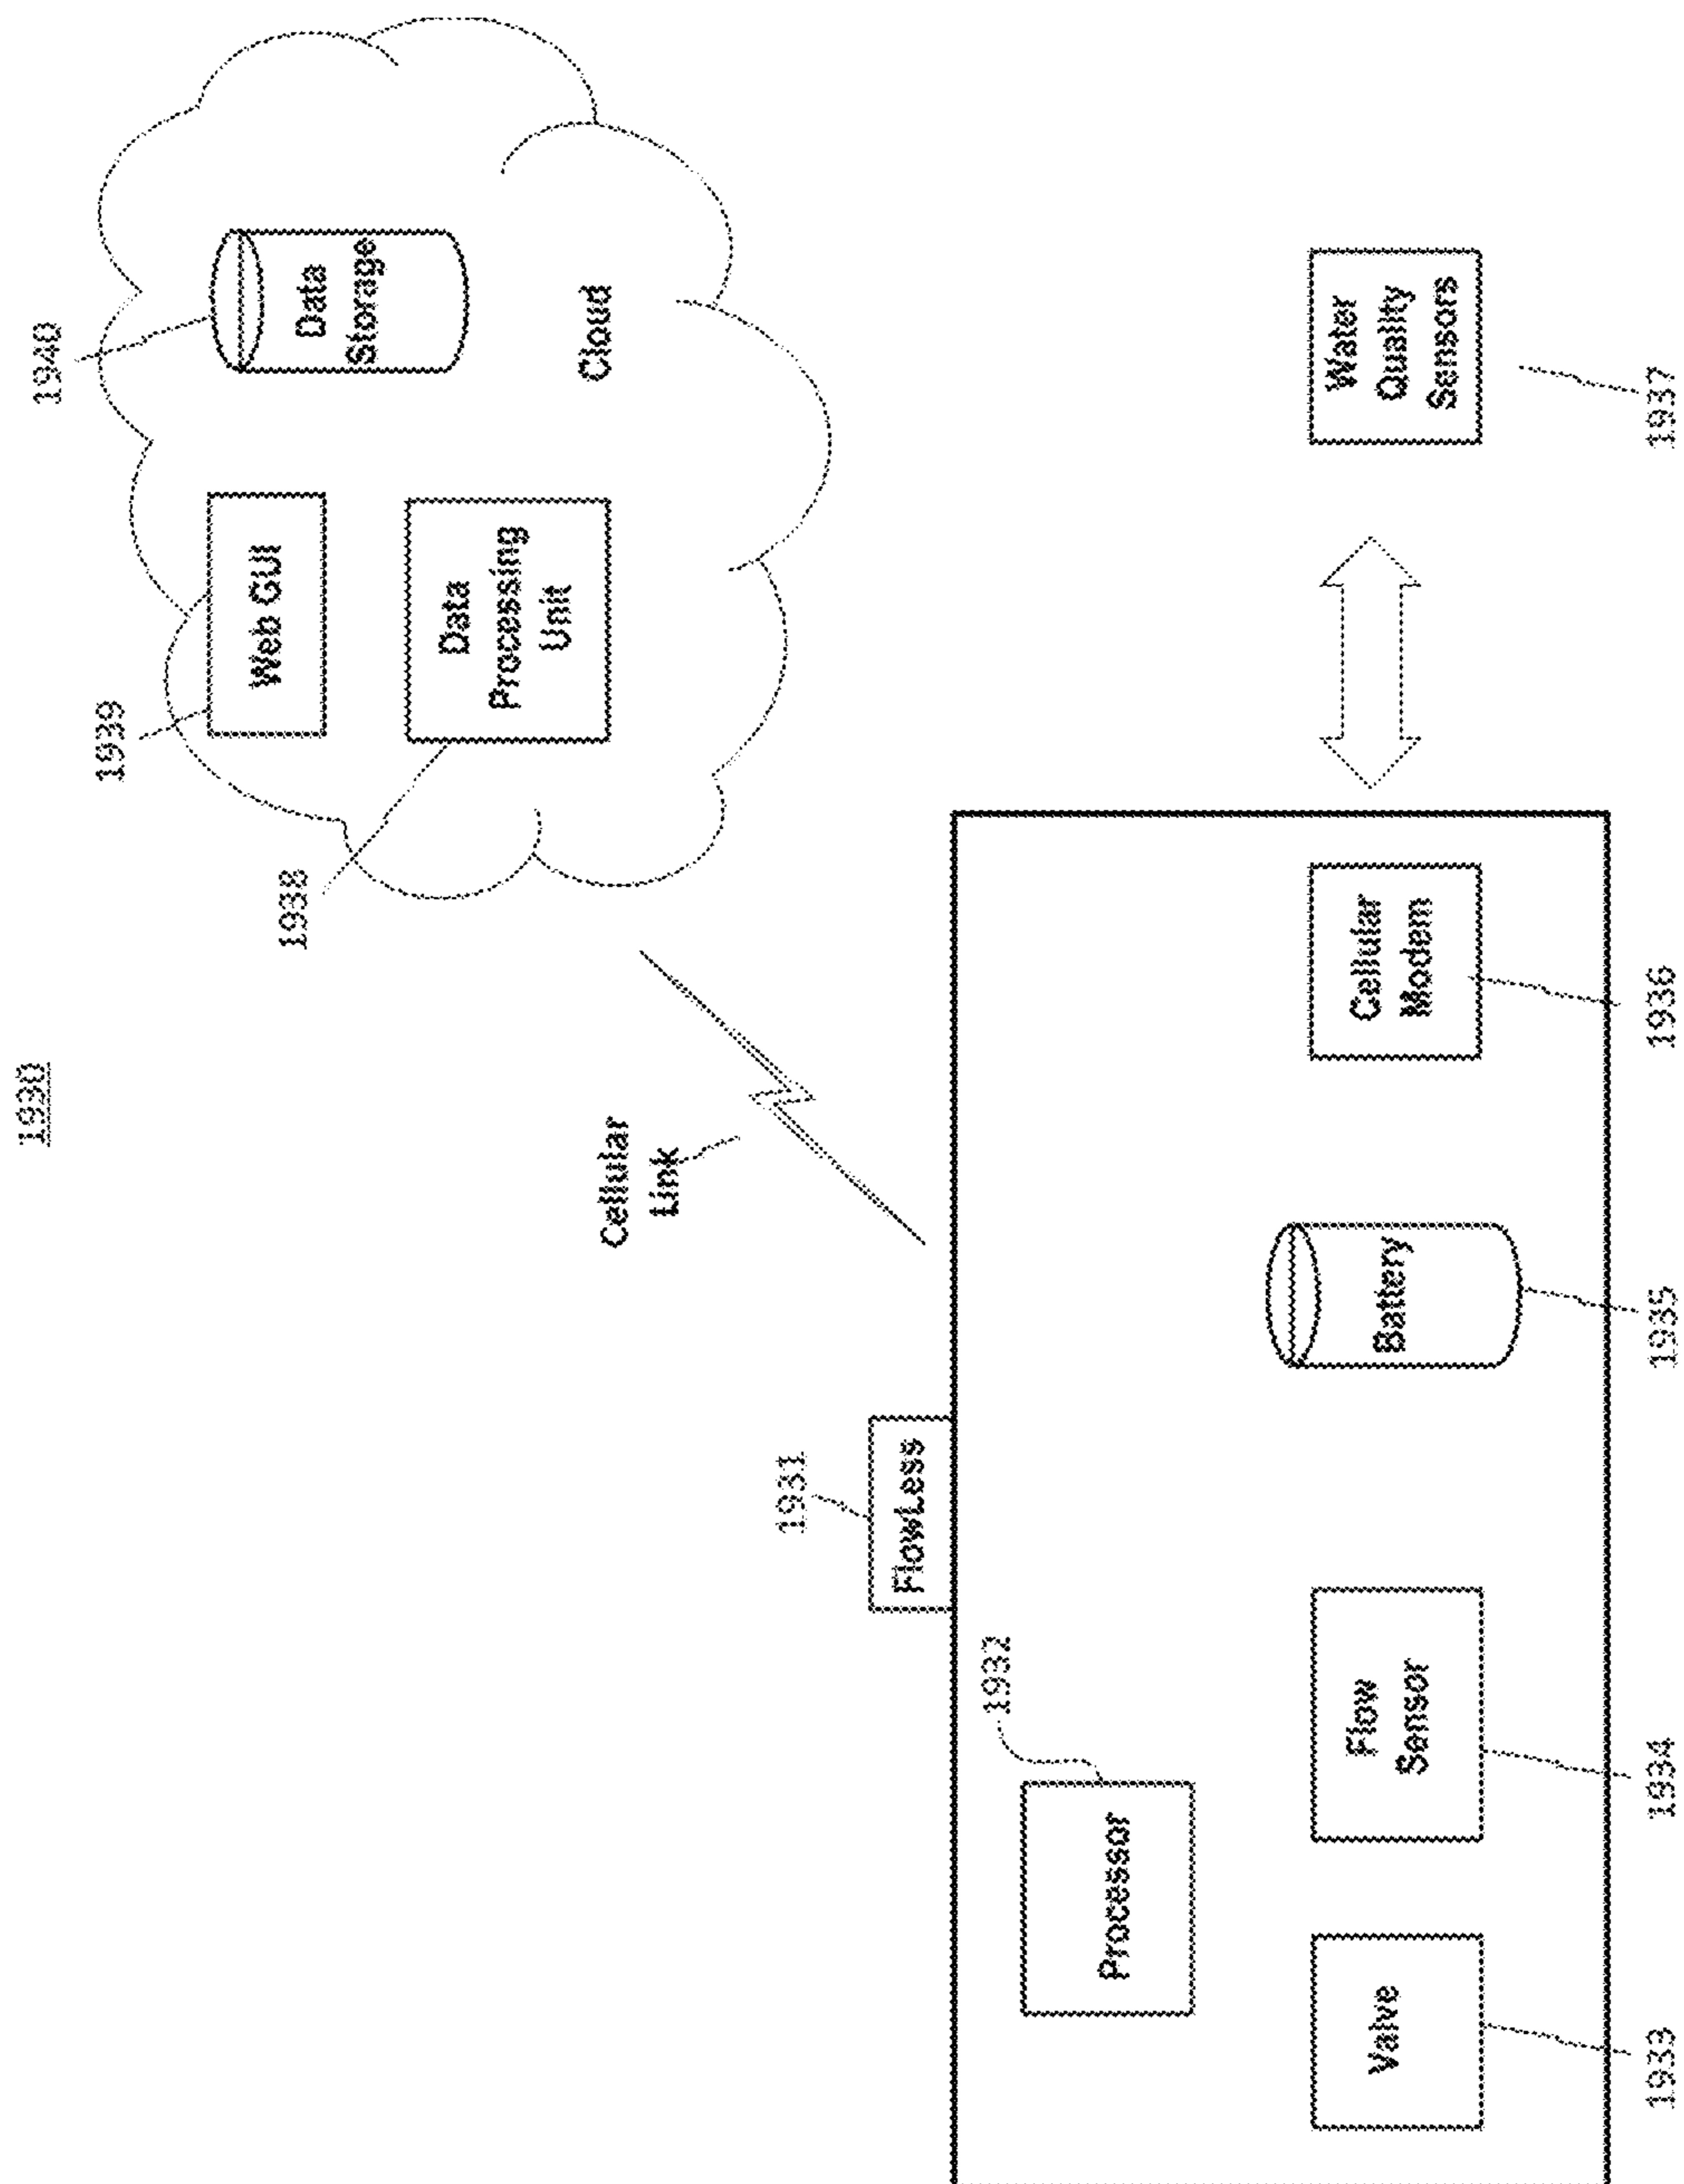 1930
1940
1939
Web GUI
Data
Storage
1938
Data
Processing
Unit
Cloud
Cellular
Link
1931
FlowLess
1932
Processor
Valve
Flow
Sensor
Battery
Cellular
Modem
Water
Quality
Sensors
1933
1934
1935
1936
1937